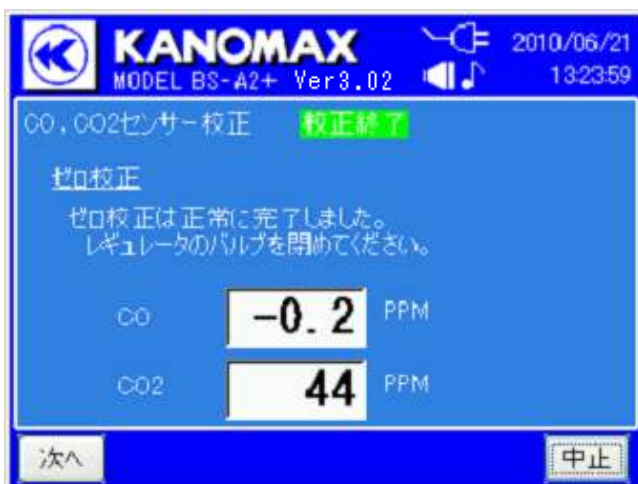 KANOMAX
MODEL BS-A2+ Ver3.02
2010/06/21
13:23:59
CO,CO2センサー校正 校正終了
ゼロ校正
ゼロ校正は正常に完了しました。
レギュレータのバルブを閉めてください。
CO -0.2 PPM
CO2 44 PPM
次へ 中止